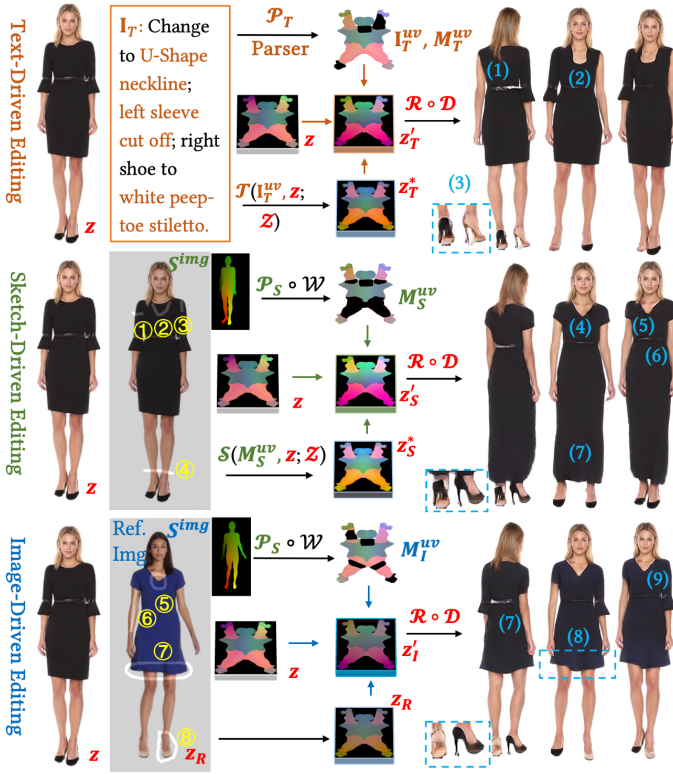 Text-Driven Editing
z
I_T: Change
to U-Shape
neckline;
left sleeve
cut off; right
shoe to
white peep-
toe stiletto.
𝒫_T
Parser
I_T^{uv}, M_T^{uv}
z
z'_T
ℛ ∘ 𝒟
𝒯(I_T^{uv}, z;
𝒵)
z*_T
(1)
(2)
(3)
Sketch-Driven Editing
z
S^{img}
①
②
③
④
𝒫_S ∘ 𝒲
M_S^{uv}
z
z'_S
ℛ ∘ 𝒟
𝒮(M_S^{uv}, z; 𝒵)
z*_S
(4)
(5)
(6)
(7)
Image-Driven Editing
z
Ref.
Img
S^{img}
⑤
⑥
⑦
⑧
z_R
𝒫_S ∘ 𝒲
M_I^{uv}
z
z'_I
ℛ ∘ 𝒟
z_R
(7)
(8)
(9)